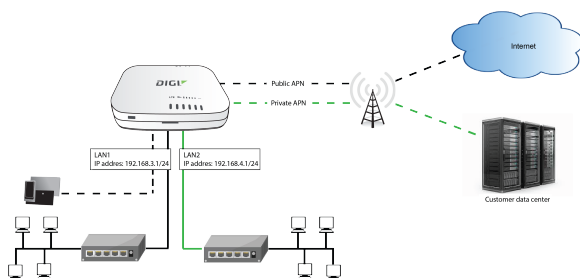 Internet
DIGI
Public APN
Private APN
LAN1
IP addres: 192.168.3.1/24
LAN2
IP addres: 192.168.4.1/24
Customer data center